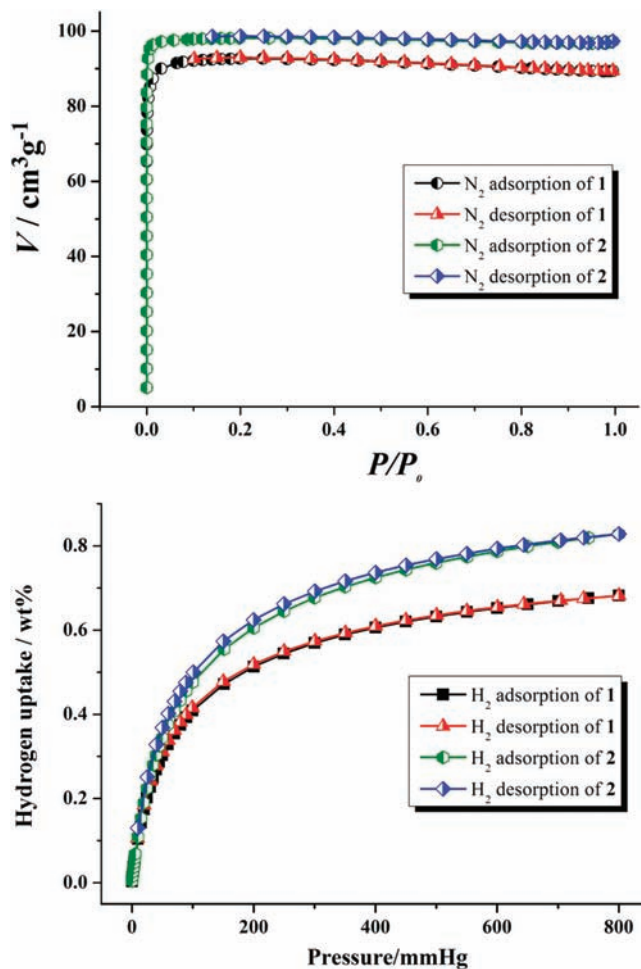 100
80
60
40
20
0
V / cm³g⁻¹
N₂ adsorption of 1
N₂ desorption of 1
N₂ adsorption of 2
N₂ desorption of 2
0.0 0.2 0.4 0.6 0.8 1.0
P/Pₒ
0.8
0.6
0.4
0.2
0.0
Hydrogen uptake / wt%
H₂ adsorption of 1
H₂ desorption of 1
H₂ adsorption of 2
H₂ desorption of 2
0 200 400 600 800
Pressure/mmHg